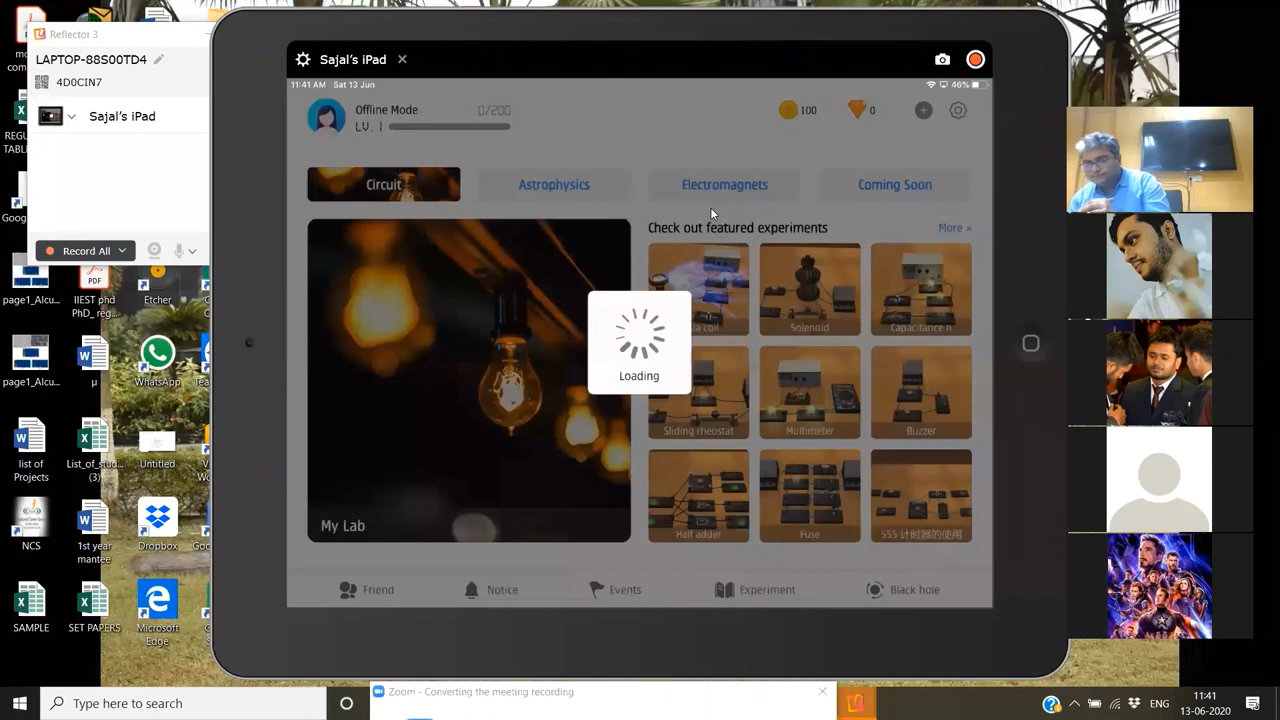 Reflector 3
LAPTOP-88S00TD4
4D0CIN7
Sajal's iPad
Record All
Sajal's iPad
11:41 AM Sat 13 Jun
46%
Offline Mode
0/200
LV. 1
100
0
Circuit
Astrophysics
Electromagnets
Coming Soon
Check out featured experiments
More »
Solenoid
Capacitance n
Loading
Sliding rheostat
Multimeter
Buzzer
My Lab
Half adder
Fuse
555 计时器的使用
Friend
Notice
Events
Experiment
Black hole
page1_Alcu...
PDF
IIEST phd
PhD_ reg...
Etcher
page1_Alcu...
µ
WhatsApp
list of
Projects
List_of_stud...
(3)
Untitled
NCS
1st year
mantee
Dropbox
SAMPLE
SET PAPERS
Microsoft
Edge
Type here to search
Zoom - Converting the meeting recording
ENG
11:41
13-06-2020